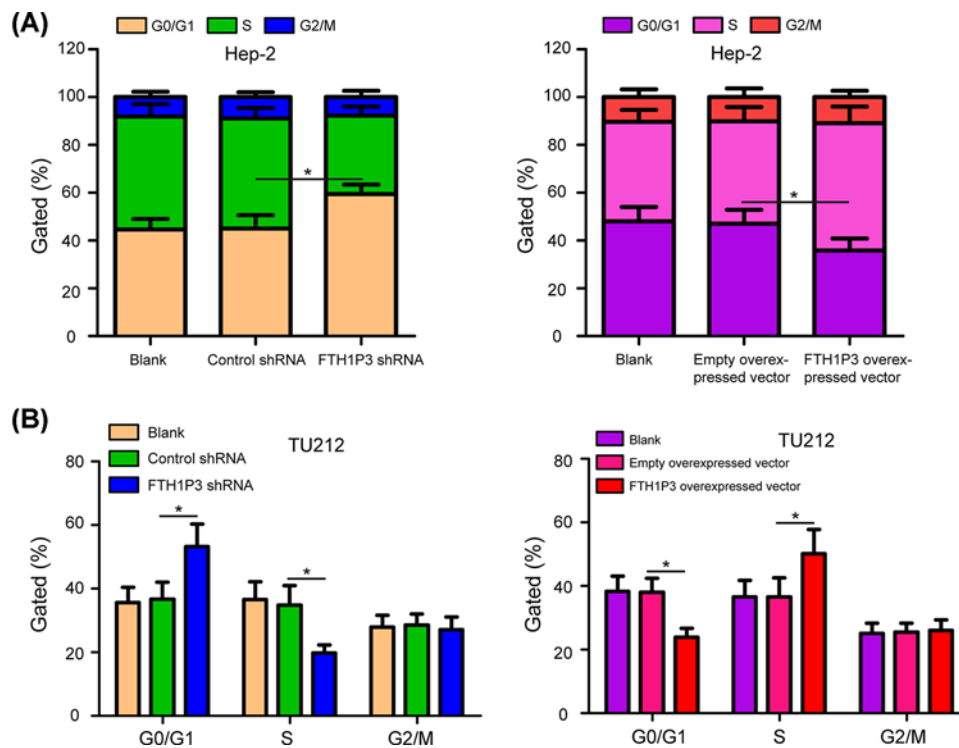 (A)
G0/G1 S G2/M
Hep-2
Gated (%)
120
100
80
60
40
20
0
*
Blank
Control shRNA
FTH1P3 shRNA
G0/G1 S G2/M
Hep-2
Gated (%)
120
100
80
60
40
20
0
*
Blank
Empty overex-
pressed vector
FTH1P3 overex-
pressed vector
(B)
Blank
Control shRNA
FTH1P3 shRNA
TU212
Gated (%)
80
60
40
20
0
*
*
G0/G1
S
G2/M
Blank
Empty overexpressed vector
FTH1P3 overexpressed vector
TU212
Gated (%)
80
60
40
20
0
*
*
G0/G1
S
G2/M